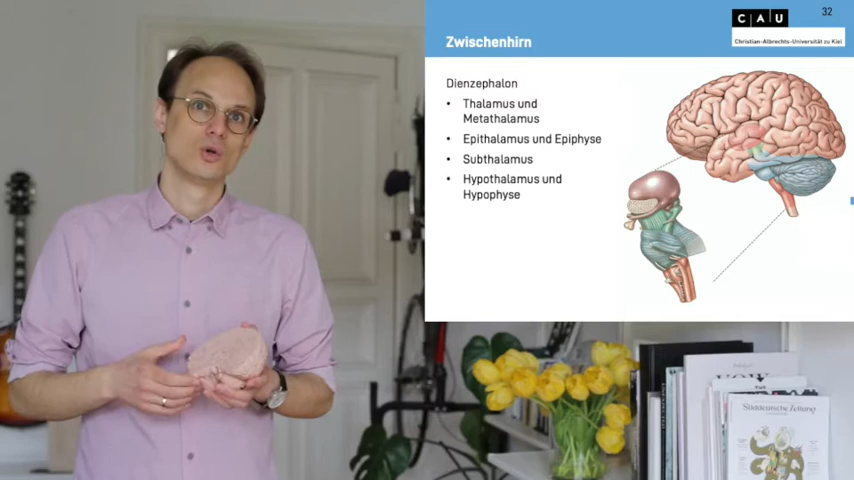 32
CAU
Christian-Albrechts-Universität zu Kiel
Zwischenhirn
Dienzephalon
• Thalamus und
Metathalamus
• Epithalamus und Epiphyse
• Subthalamus
• Hypothalamus und
Hypophyse
Süddeutsche Zeitung